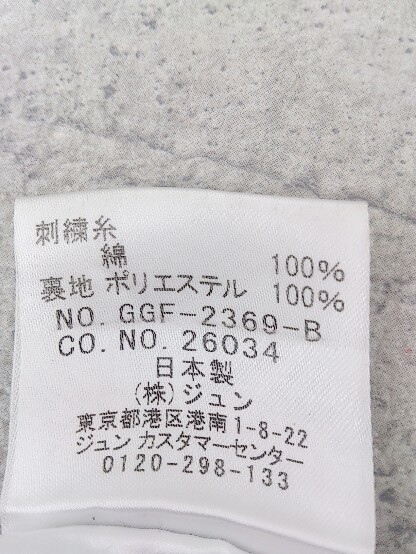 刺繍糸
綿 100%
裏地 ポリエステル 100%
NO. GGF-2369-B
CO. NO. 26034
日本製
(株)ジュン
東京都港区港南1-8-22
ジュン カスタマーセンター
0120-298-133